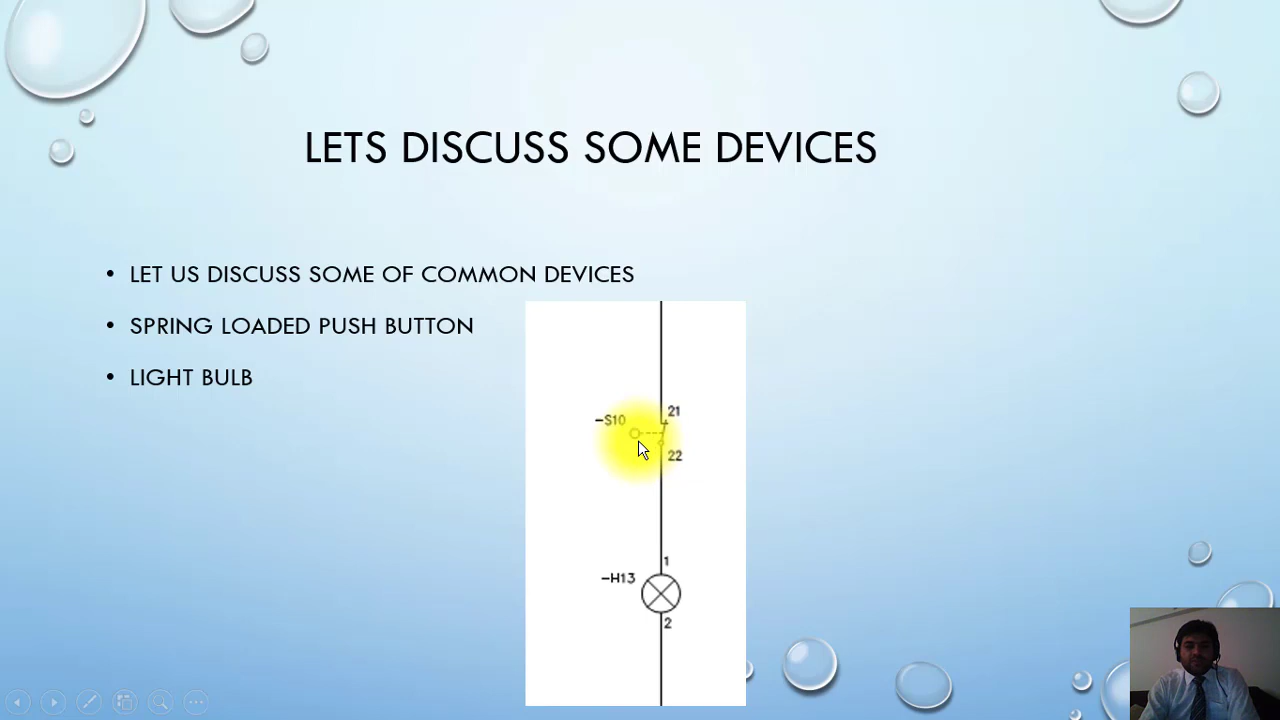 LETS DISCUSS SOME DEVICES
• LET US DISCUSS SOME OF COMMON DEVICES
• SPRING LOADED PUSH BUTTON
• LIGHT BULB
21
-S10
22
1
-H13
2